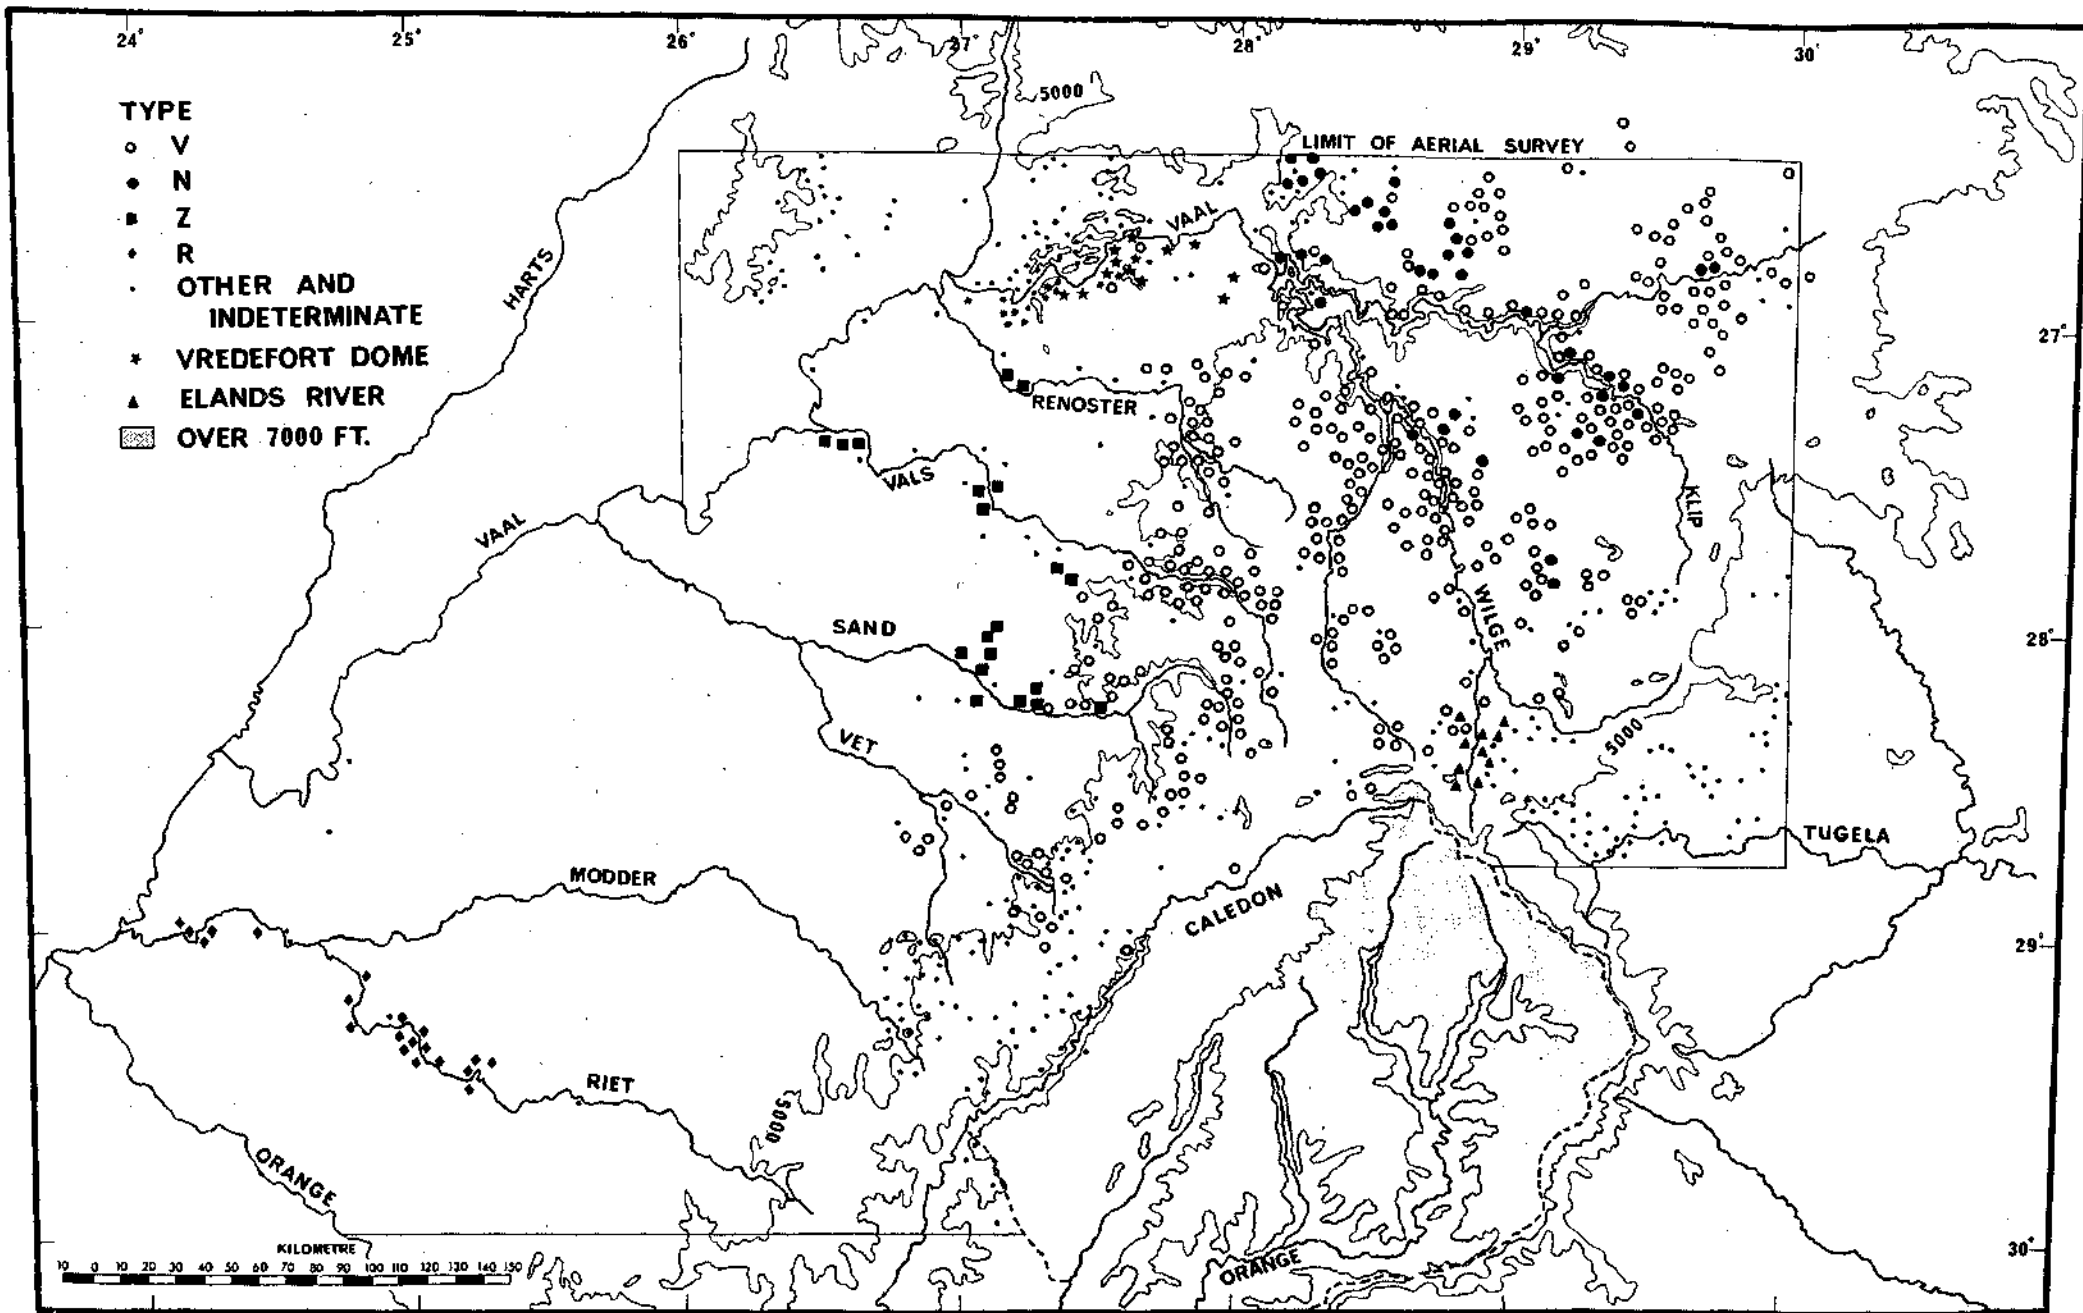 24° 25° 26° 27° 28° 29° 30'
TYPE
V
N
Z
R
OTHER AND
INDETERMINATE
VREDEFORT DOME
ELANDS RIVER
OVER 7000 FT.
5000
LIMIT OF AERIAL SURVEY
HARTS
VAAL
27°
RENOSTER
VALS
KLIP
VAAL
WILGE
SAND
28°
VET
5000
TUGELA
MODDER
CALEDON
29°
RIET
5000
ORANGE
KILOMETRE
10 0 10 20 30 40 50 60 70 80 90 100 110 120 130 140 150
ORANGE
30°